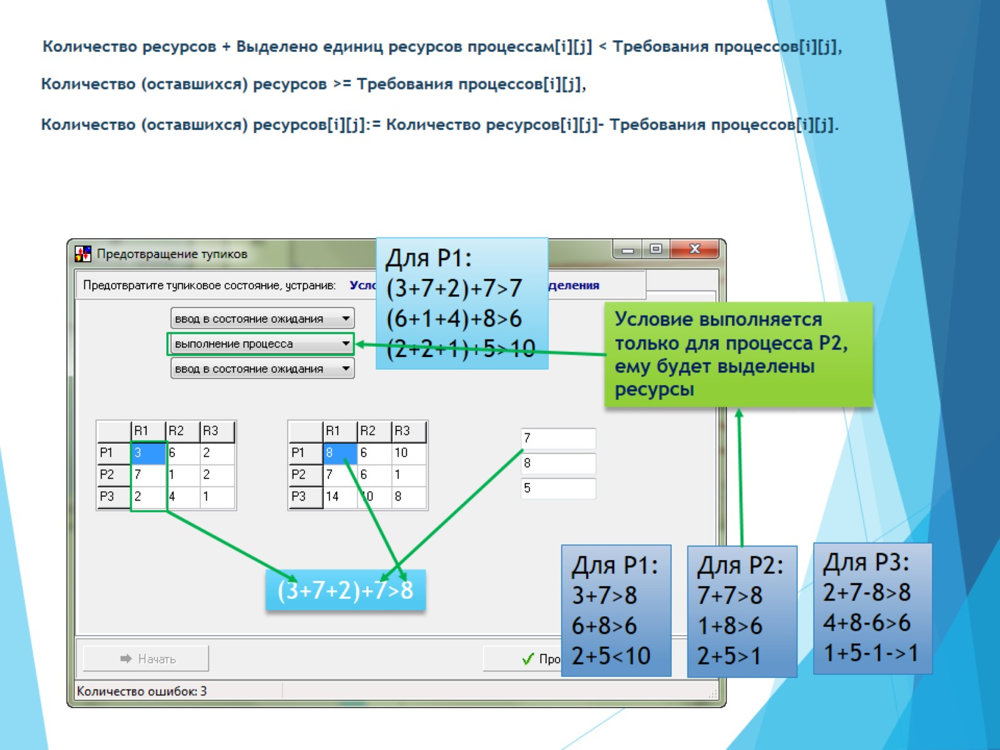 Количество ресурсов + Выделено единиц ресурсов процессам[i][j] < Требования процессов[i][j],
Количество (оставшихся) ресурсов >= Требования процессов[i][j],
Количество (оставшихся) ресурсов[i][j]:= Количество ресурсов[i][j]- Требования процессов[i][j].
Предотвращение тупиков
Предотвратите тупиковое состояние, устранив:
Для P1:
(3+7+2)+7>7
(6+1+4)+8>6
(2+2+1)+5>10
ввод в состояние ожидания
выполнение процесса
ввод в состояние ожидания
Условие выполняется
только для процесса P2,
ему будет выделены
ресурсы
R1 R2 R3
P1 3 6 2
P2 7 1 2
P3 2 4 1
R1 R2 R3
P1 8 6 10
P2 7 6 1
P3 14 10 8
7
8
5
(3+7+2)+7>8
Для P1:
3+7>8
6+8>6
2+5<10
Для P2:
7+7>8
1+8>6
2+5>1
Для P3:
2+7-8>8
4+8-6>6
1+5-1->1
Начать
Количество ошибок: 3